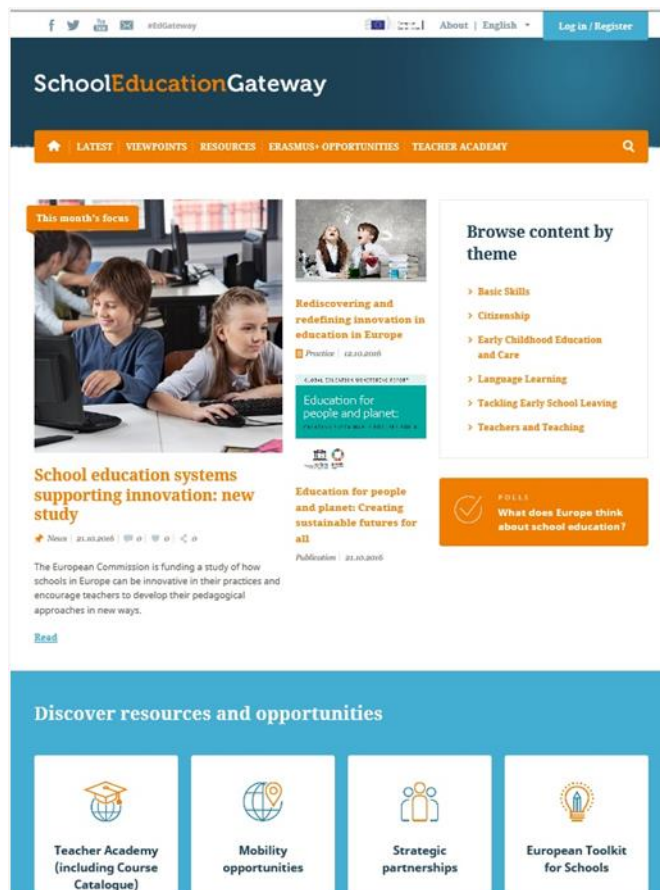 f
You Tube
#EdGateway
About | English
Log in / Register
SchoolEducationGateway
LATEST
VIEWPOINTS
RESOURCES
ERASMUS+ OPPORTUNITIES
TEACHER ACADEMY
This month's focus
School education systems
supporting innovation: new
study
News | 21.10.2016 | 0 | 0 | 0
The European Commission is funding a study of how
schools in Europe can be innovative in their practices and
encourage teachers to develop their pedagogical
approaches in new ways.
Read
Rediscovering and
redefining innovation in
education in Europe
Practice | 12.10.2016
GLOBAL EDUCATION MONITORING REPORT
Education for
people and planet:
Education for people
and planet: Creating
sustainable futures for
all
Publication | 21.10.2016
Browse content by
theme
> Basic Skills
> Citizenship
> Early Childhood Education
and Care
> Language Learning
> Tackling Early School Leaving
> Teachers and Teaching
POLLS
What does Europe think
about school education?
Discover resources and opportunities
Teacher Academy
(including Course
Catalogue)
Mobility
opportunities
Strategic
partnerships
European Toolkit
for Schools